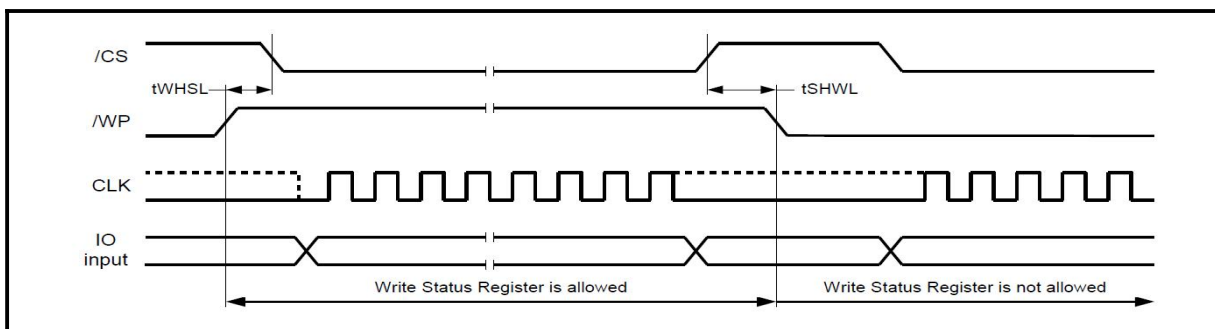 /CS
tWHSL
tSHWL
/WP
CLK
IO
input
Write Status Register is allowed
Write Status Register is not allowed